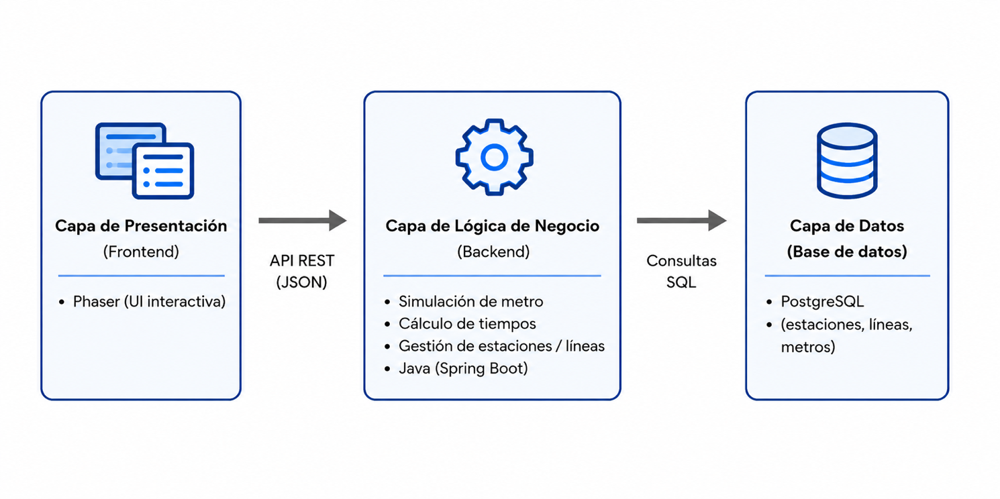 Capa de Presentación
(Frontend)
• Phaser (UI interactiva)
API REST
(JSON)
Capa de Lógica de Negocio
(Backend)
• Simulación de metro
• Cálculo de tiempos
• Gestión de estaciones / líneas
• Java (Spring Boot)
Consultas
SQL
Capa de Datos
(Base de datos)
• PostgreSQL
• (estaciones, líneas,
metros)